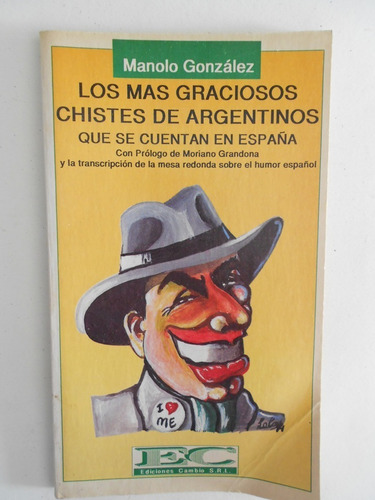 Manolo González
LOS MAS GRACIOSOS
CHISTES DE ARGENTINOS
QUE SE CUENTAN EN ESPAÑA
Con Prólogo de Moriano Grandona
y la transcripción de la mesa redonda sobre el humor español
I ♥
ME
EC
Ediciones Cambio S.R.L.